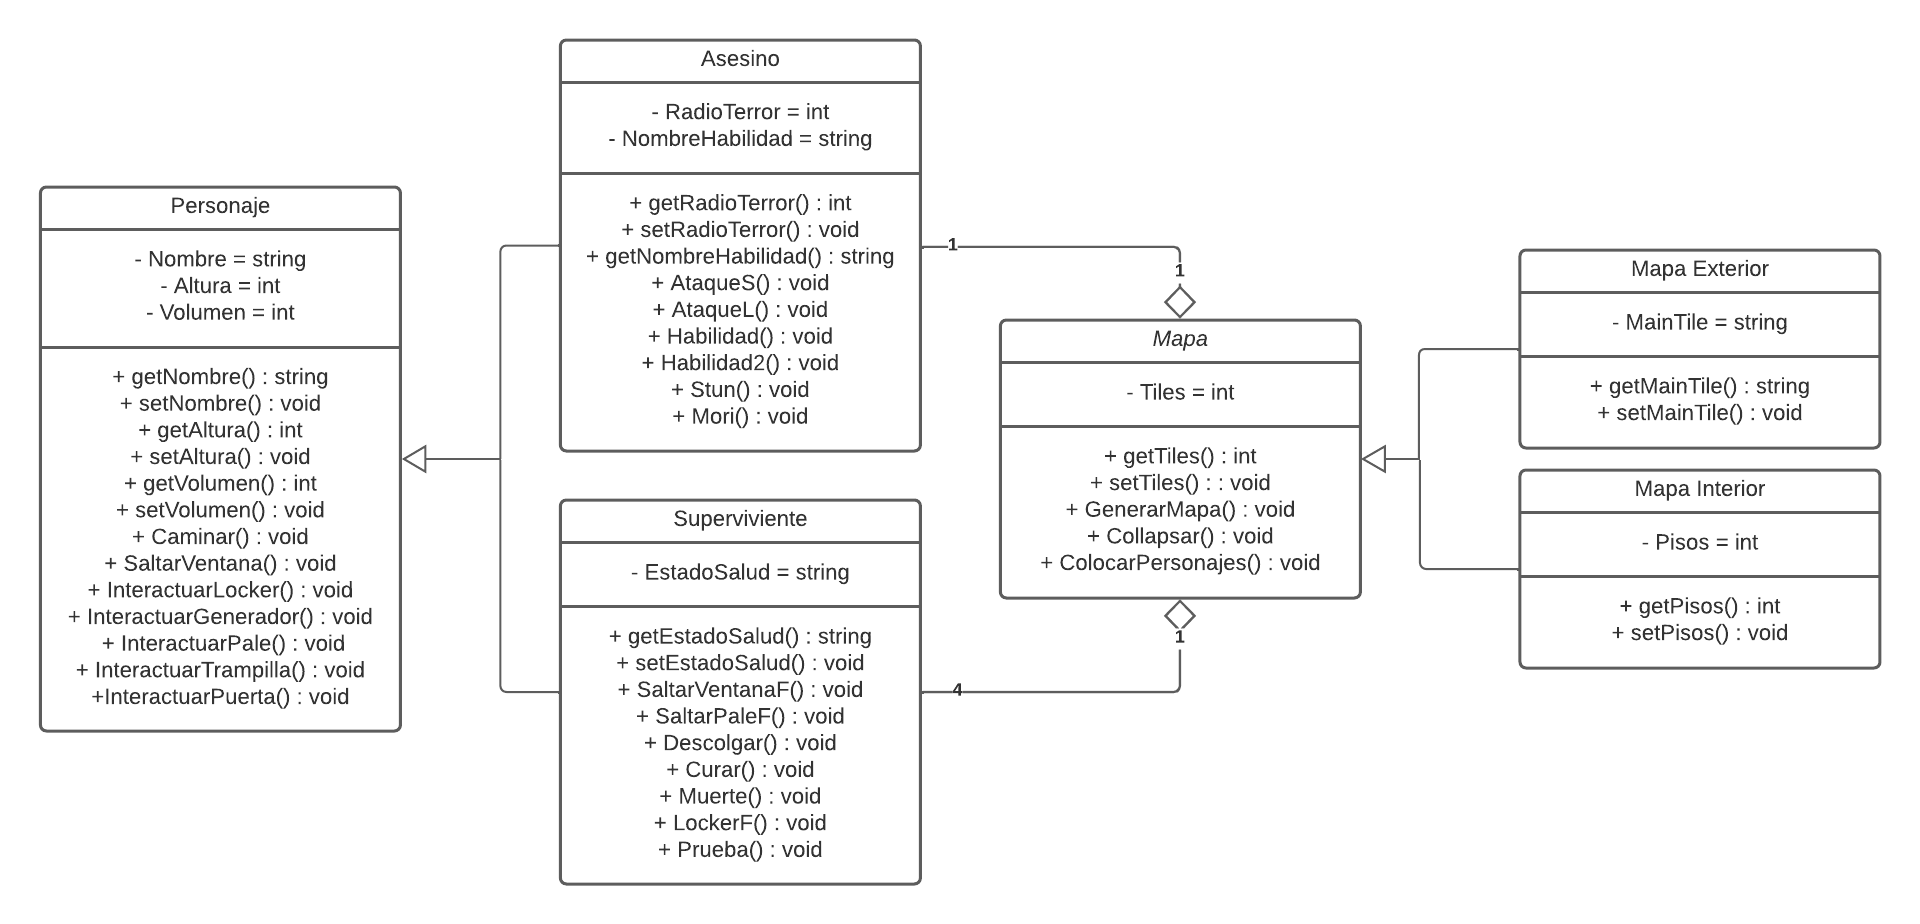 Personaje
- Nombre = string
- Altura = int
- Volumen = int
+ getNombre() : string
+ setNombre() : void
+ getAltura() : int
+ setAltura() : void
+ getVolumen() : int
+ setVolumen() : void
+ Caminar() : void
+ SaltarVentana() : void
+ InteractuarLocker() : void
+ InteractuarGenerador() : void
+ InteractuarPale() : void
+ InteractuarTrampilla() : void
+InteractuarPuerta() : void
Asesino
- RadioTerror = int
- NombreHabilidad = string
+ getRadioTerror() : int
+ setRadioTerror() : void
+ getNombreHabilidad() : string
+ AtaqueS() : void
+ AtaqueL() : void
+ Habilidad() : void
+ Habilidad2() : void
+ Stun() : void
+ Mori() : void
Superviviente
- EstadoSalud = string
+ getEstadoSalud() : string
+ setEstadoSalud() : void
+ SaltarVentanaF() : void
+ SaltarPaleF() : void
+ Descolgar() : void
+ Curar() : void
+ Muerte() : void
+ LockerF() : void
+ Prueba() : void
1
1
Mapa
- Tiles = int
+ getTiles() : int
+ setTiles() : : void
+ GenerarMapa() : void
+ Collapsar() : void
+ ColocarPersonajes() : void
1
4
Mapa Exterior
- MainTile = string
+ getMainTile() : string
+ setMainTile() : void
Mapa Interior
- Pisos = int
+ getPisos() : int
+ setPisos() : void